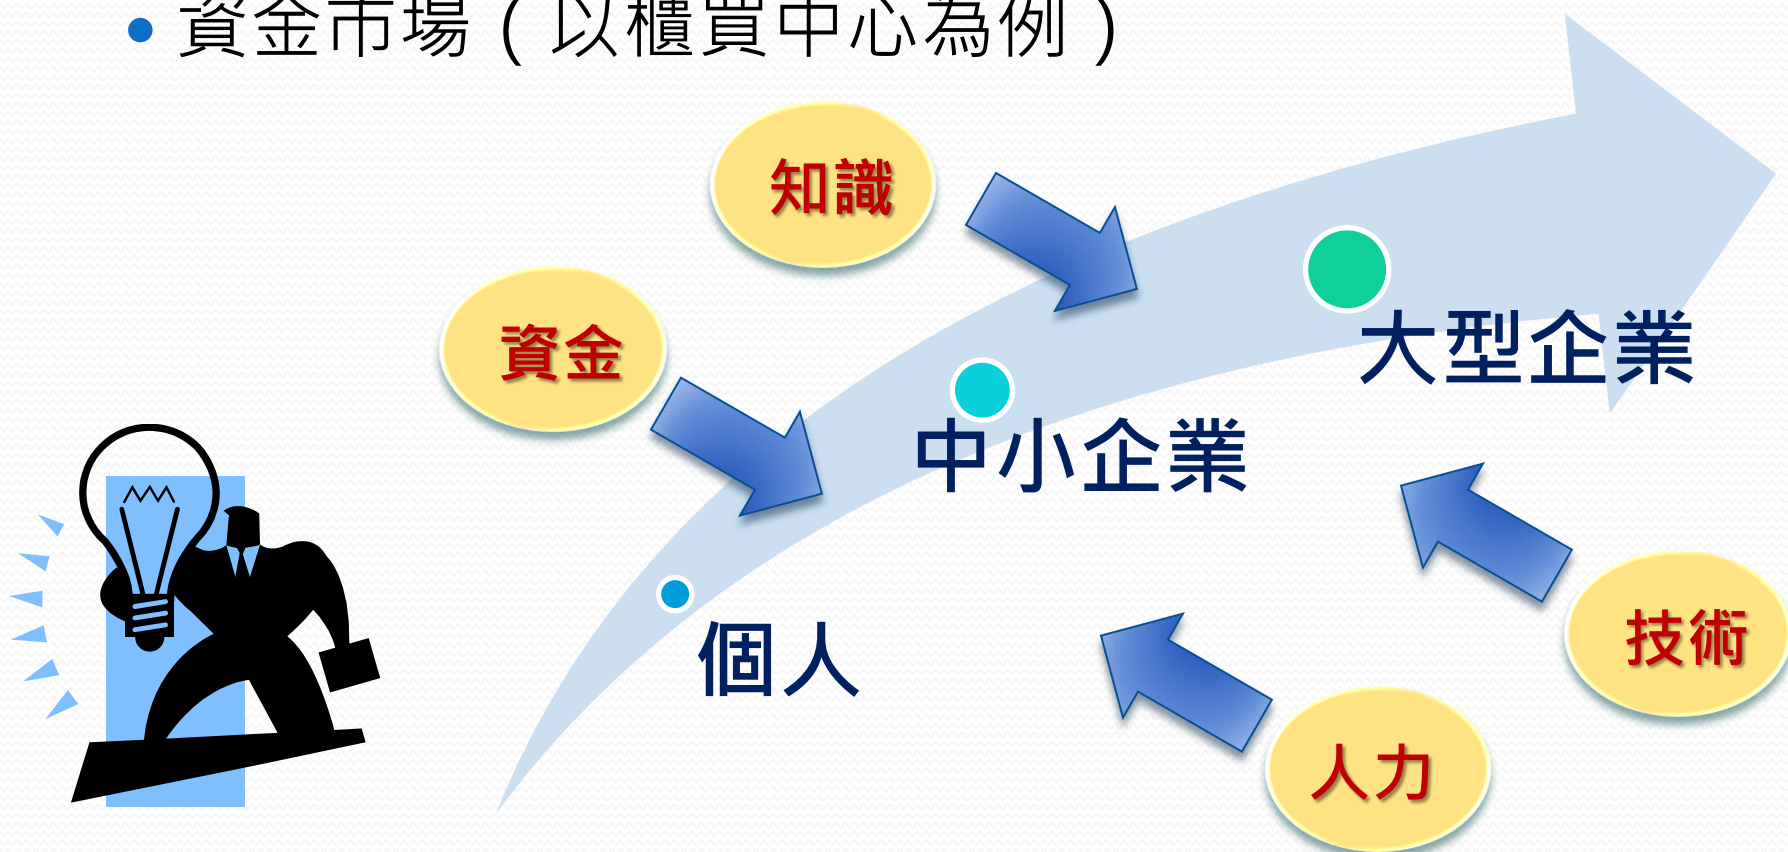 • 資金市場（以櫃買中心為例）
知識
資金
大型企業
中小企業
技術
個人
人力